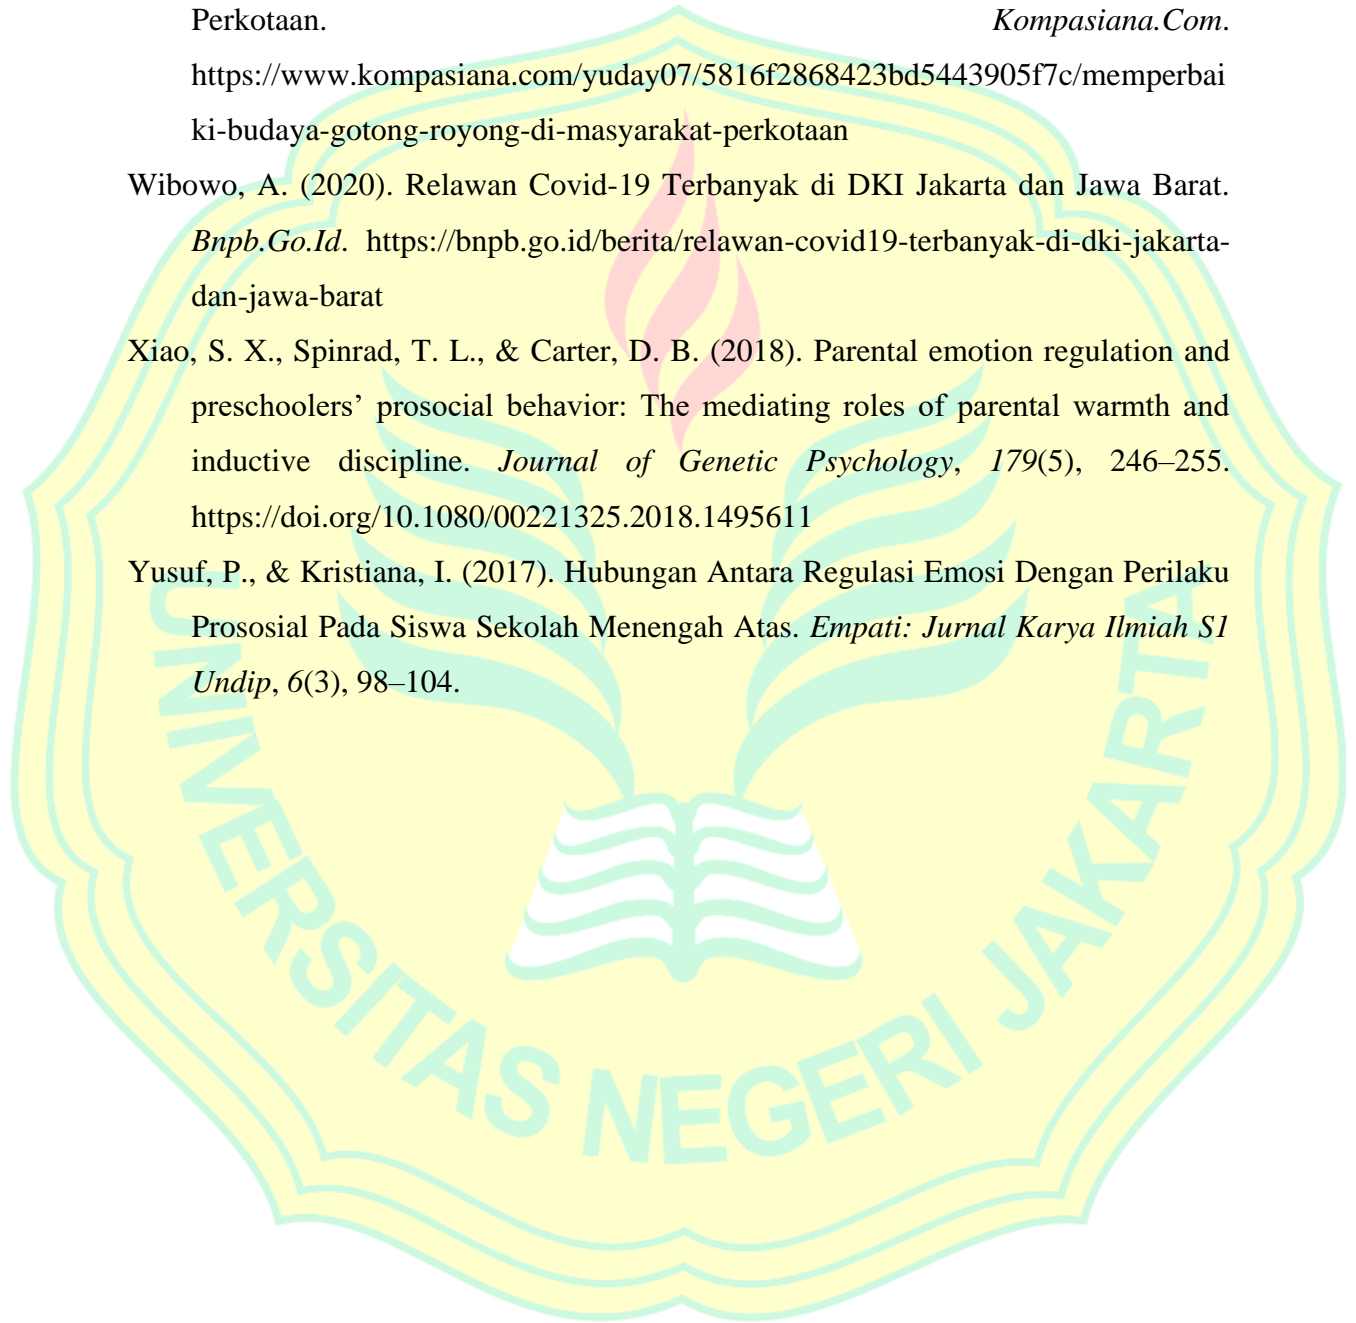 Perkotaan. Kompasiana.Com.
https://www.kompasiana.com/yuday07/5816f2868423bd5443905f7c/memperbai
ki-budaya-gotong-royong-di-masyarakat-perkotaan
Wibowo, A. (2020). Relawan Covid-19 Terbanyak di DKI Jakarta dan Jawa Barat.
Bnpb.Go.Id. https://bnpb.go.id/berita/relawan-covid19-terbanyak-di-dki-jakarta-
dan-jawa-barat
Xiao, S. X., Spinrad, T. L., & Carter, D. B. (2018). Parental emotion regulation and
preschoolers’ prosocial behavior: The mediating roles of parental warmth and
inductive discipline. Journal of Genetic Psychology, 179(5), 246–255.
https://doi.org/10.1080/00221325.2018.1495611
Yusuf, P., & Kristiana, I. (2017). Hubungan Antara Regulasi Emosi Dengan Perilaku
Prososial Pada Siswa Sekolah Menengah Atas. Empati: Jurnal Karya Ilmiah S1
Undip, 6(3), 98–104.
UNIVERSITAS NEGERI JAKARTA